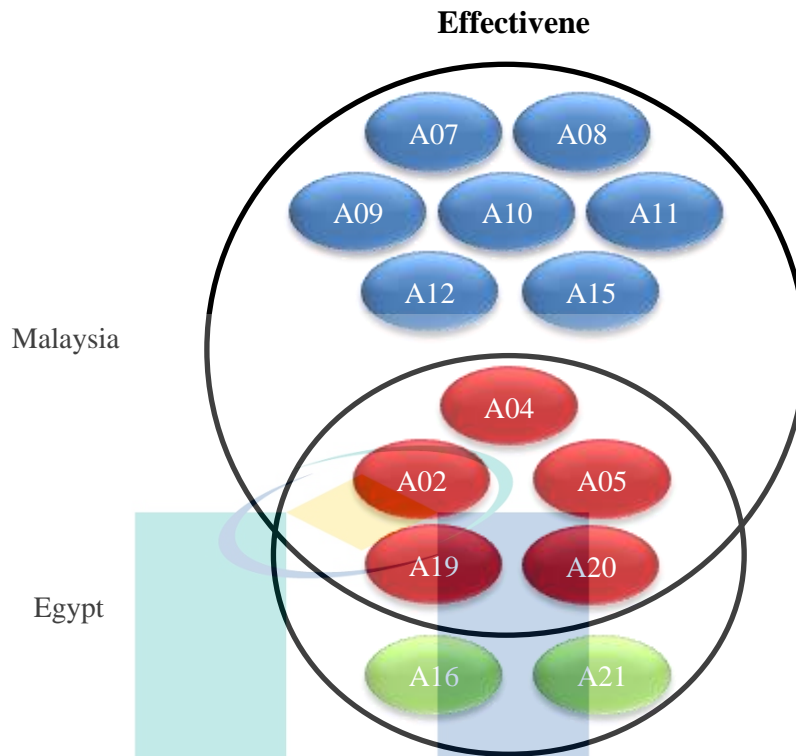 Effectivene
A07 A08
A09 A10 A11
A12 A15
Malaysia
A04
A02 A05
A19 A20
Egypt
A16 A21